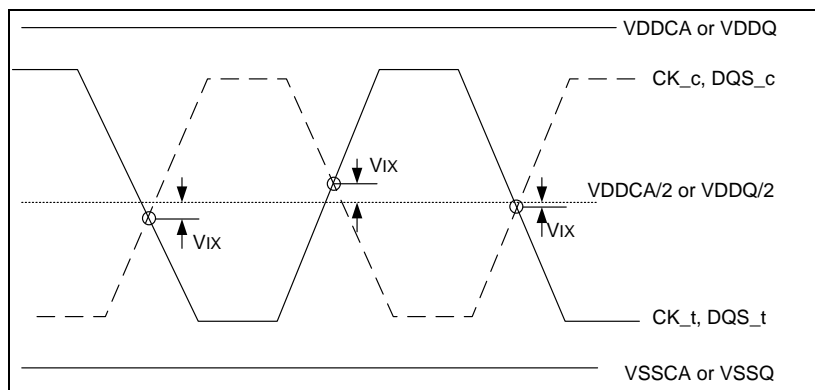 VDDCA or VDDQ
CK_c, DQS_c
VIX
VDDCA/2 or VDDQ/2
VIX
VIX
CK_t, DQS_t
VSSCA or VSSQ